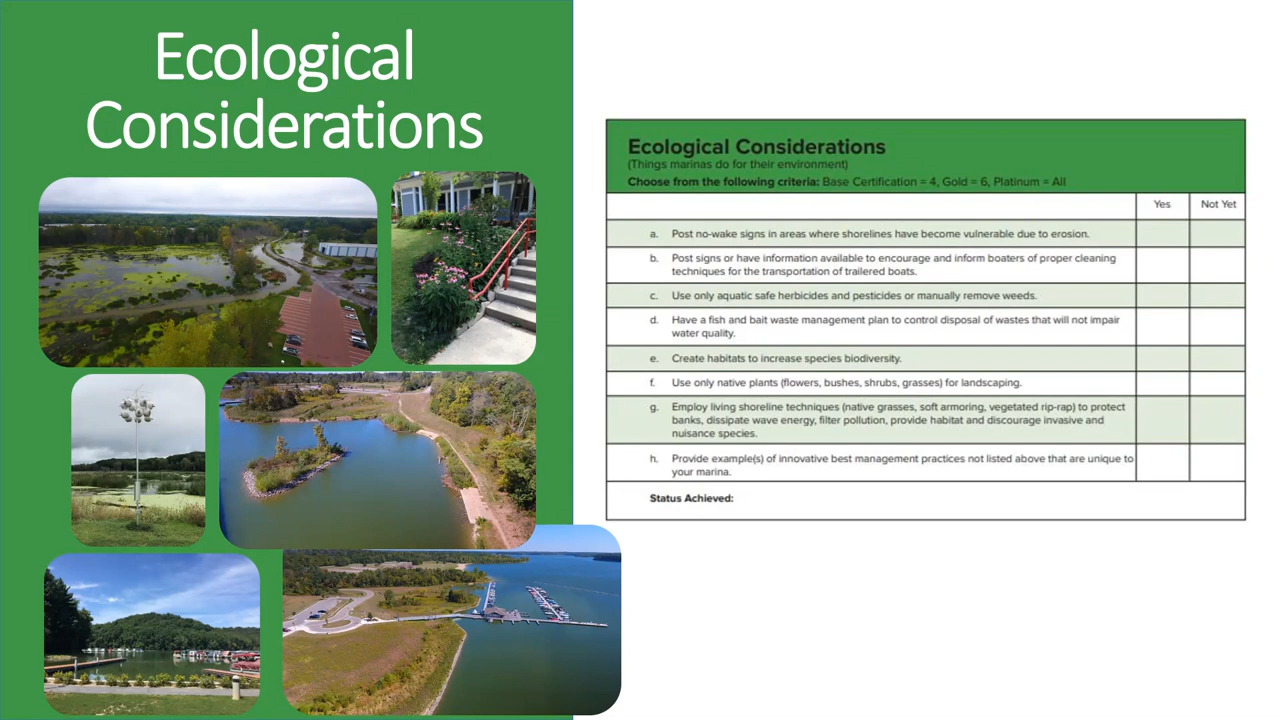 Ecological
Considerations
Ecological Considerations
(Things marinas do for their environment)
Choose from the following criteria: Base Certification = 4, Gold = 6, Platinum = All
Yes Not Yet
a. Post no-wake signs in areas where shorelines have become vulnerable due to erosion.
b. Post signs or have information available to encourage and inform boaters of proper cleaning
techniques for the transportation of trailered boats.
c. Use only aquatic safe herbicides and pesticides or manually remove weeds.
d. Have a fish and bait waste management plan to control disposal of wastes that will not impair
water quality.
e. Create habitats to increase species biodiversity.
f. Use only native plants (flowers, bushes, shrubs, grasses) for landscaping.
g. Employ living shoreline techniques (native grasses, soft armoring, vegetated rip-rap) to protect
banks, dissipate wave energy, filter pollution, provide habitat and discourage invasive and
nuisance species.
h. Provide example(s) of innovative best management practices not listed above that are unique to
your marina.
Status Achieved: